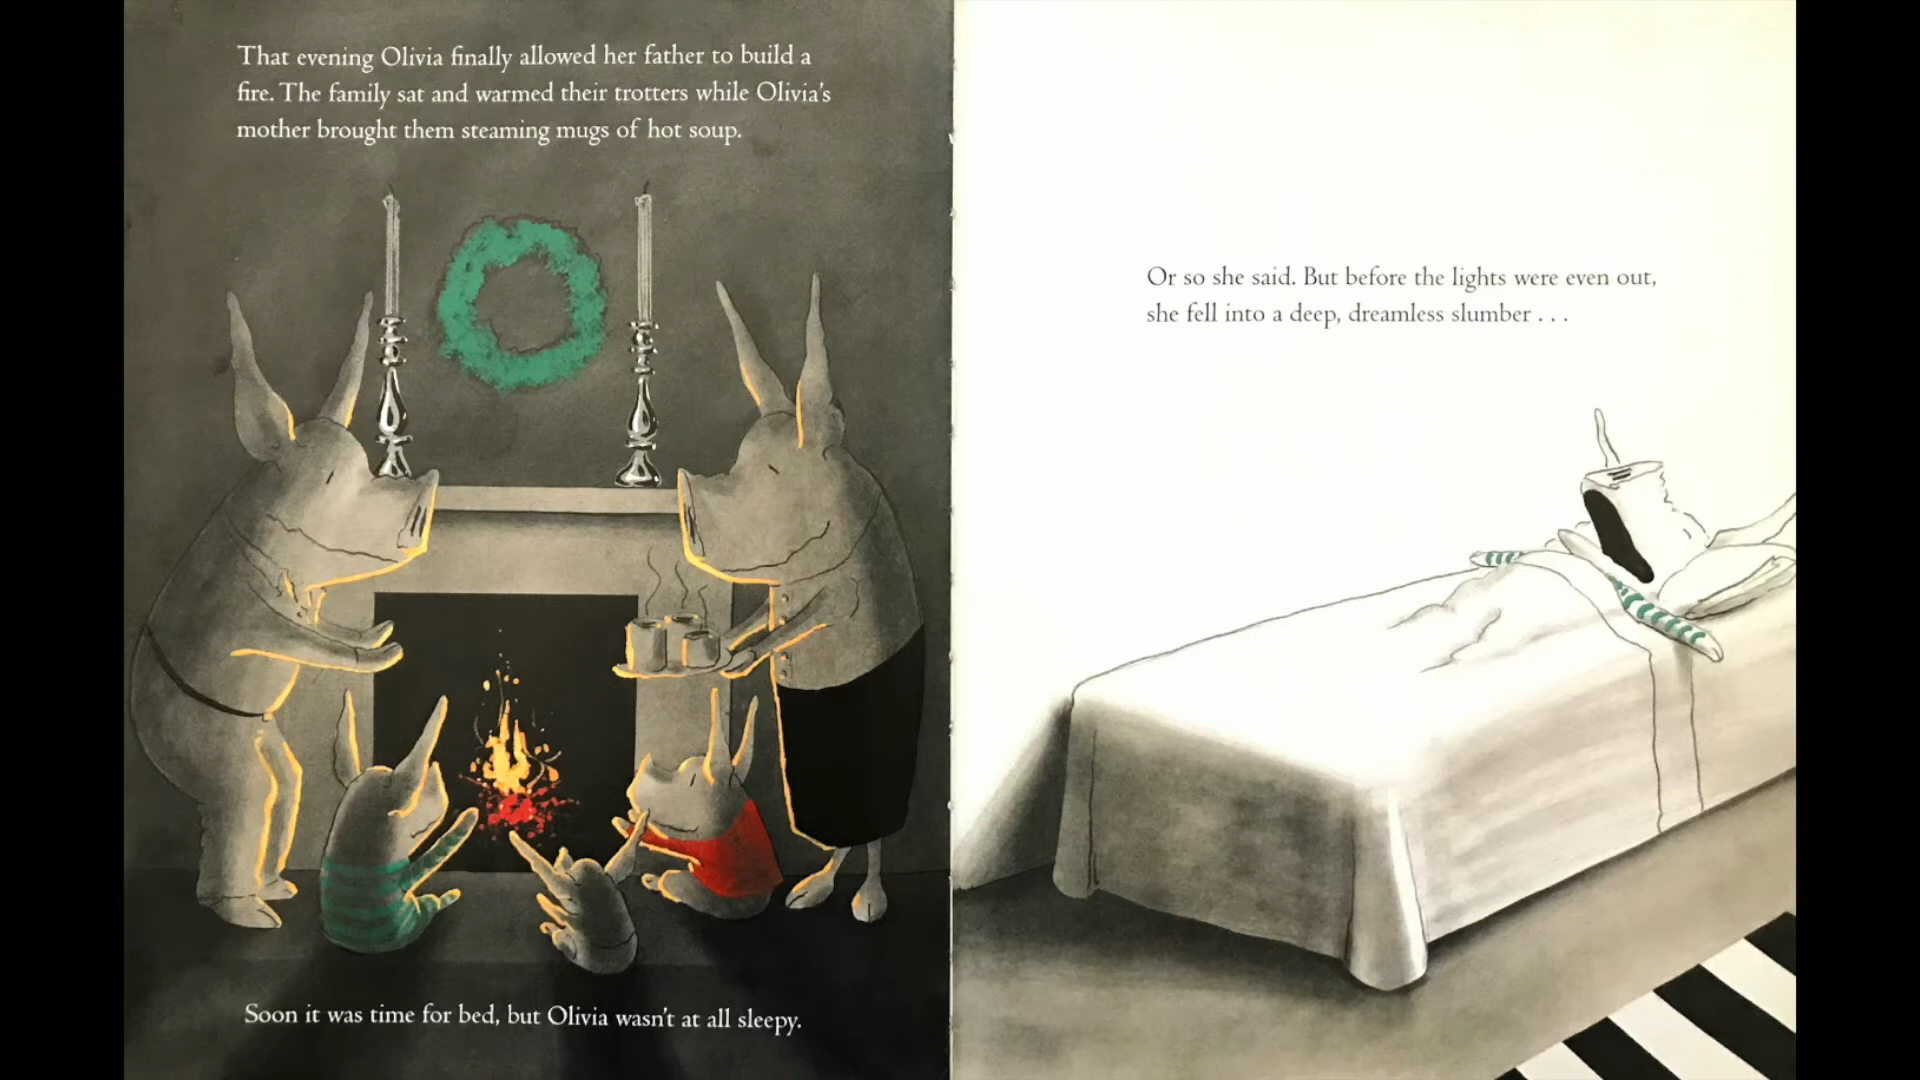 That evening Olivia finally allowed her father to build a
fire. The family sat and warmed their trotters while Olivia's
mother brought them steaming mugs of hot soup.
Soon it was time for bed, but Olivia wasn't at all sleepy.
Or so she said. But before the lights were even out,
she fell into a deep, dreamless slumber . . .